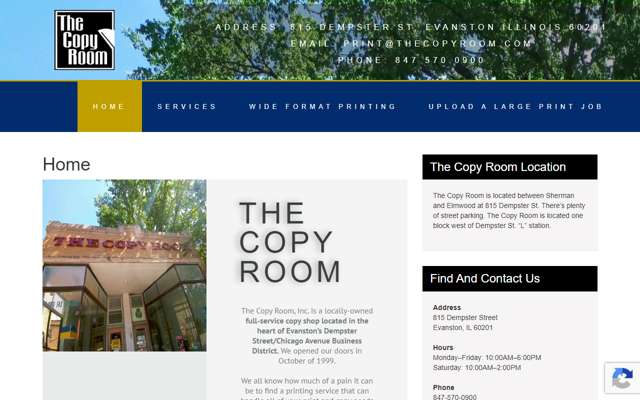 The
Copy
Room
ADDRESS: 815 DEMPSTER ST. EVANSTON ILLINOIS 60201
EMAIL: PRINT@THECOPYROOM.COM
PHONE: 847.570.0900
HOME
SERVICES
WIDE FORMAT PRINTING
UPLOAD A LARGE PRINT JOB
Home
THE COPY ROOM
THE
COPY
ROOM
The Copy Room, Inc. is a locally-owned
full-service copy shop located in the
heart of Evanston's Dempster
Street/Chicago Avenue Business
District. We opened our doors in
October of 1999.
We all know how much of a pain it can
be to find a printing service that can
The Copy Room Location
The Copy Room is located between Sherman
and Elmwood at 815 Dempster St. There's plenty
of street parking. The Copy Room is located one
block west of Dempster St. "L" station.
Find And Contact Us
Address
815 Dempster Street
Evanston, IL 60201
Hours
Monday–Friday: 10:00AM–6:00PM
Saturday: 10:00AM–2:00PM
Phone
847-570-0900